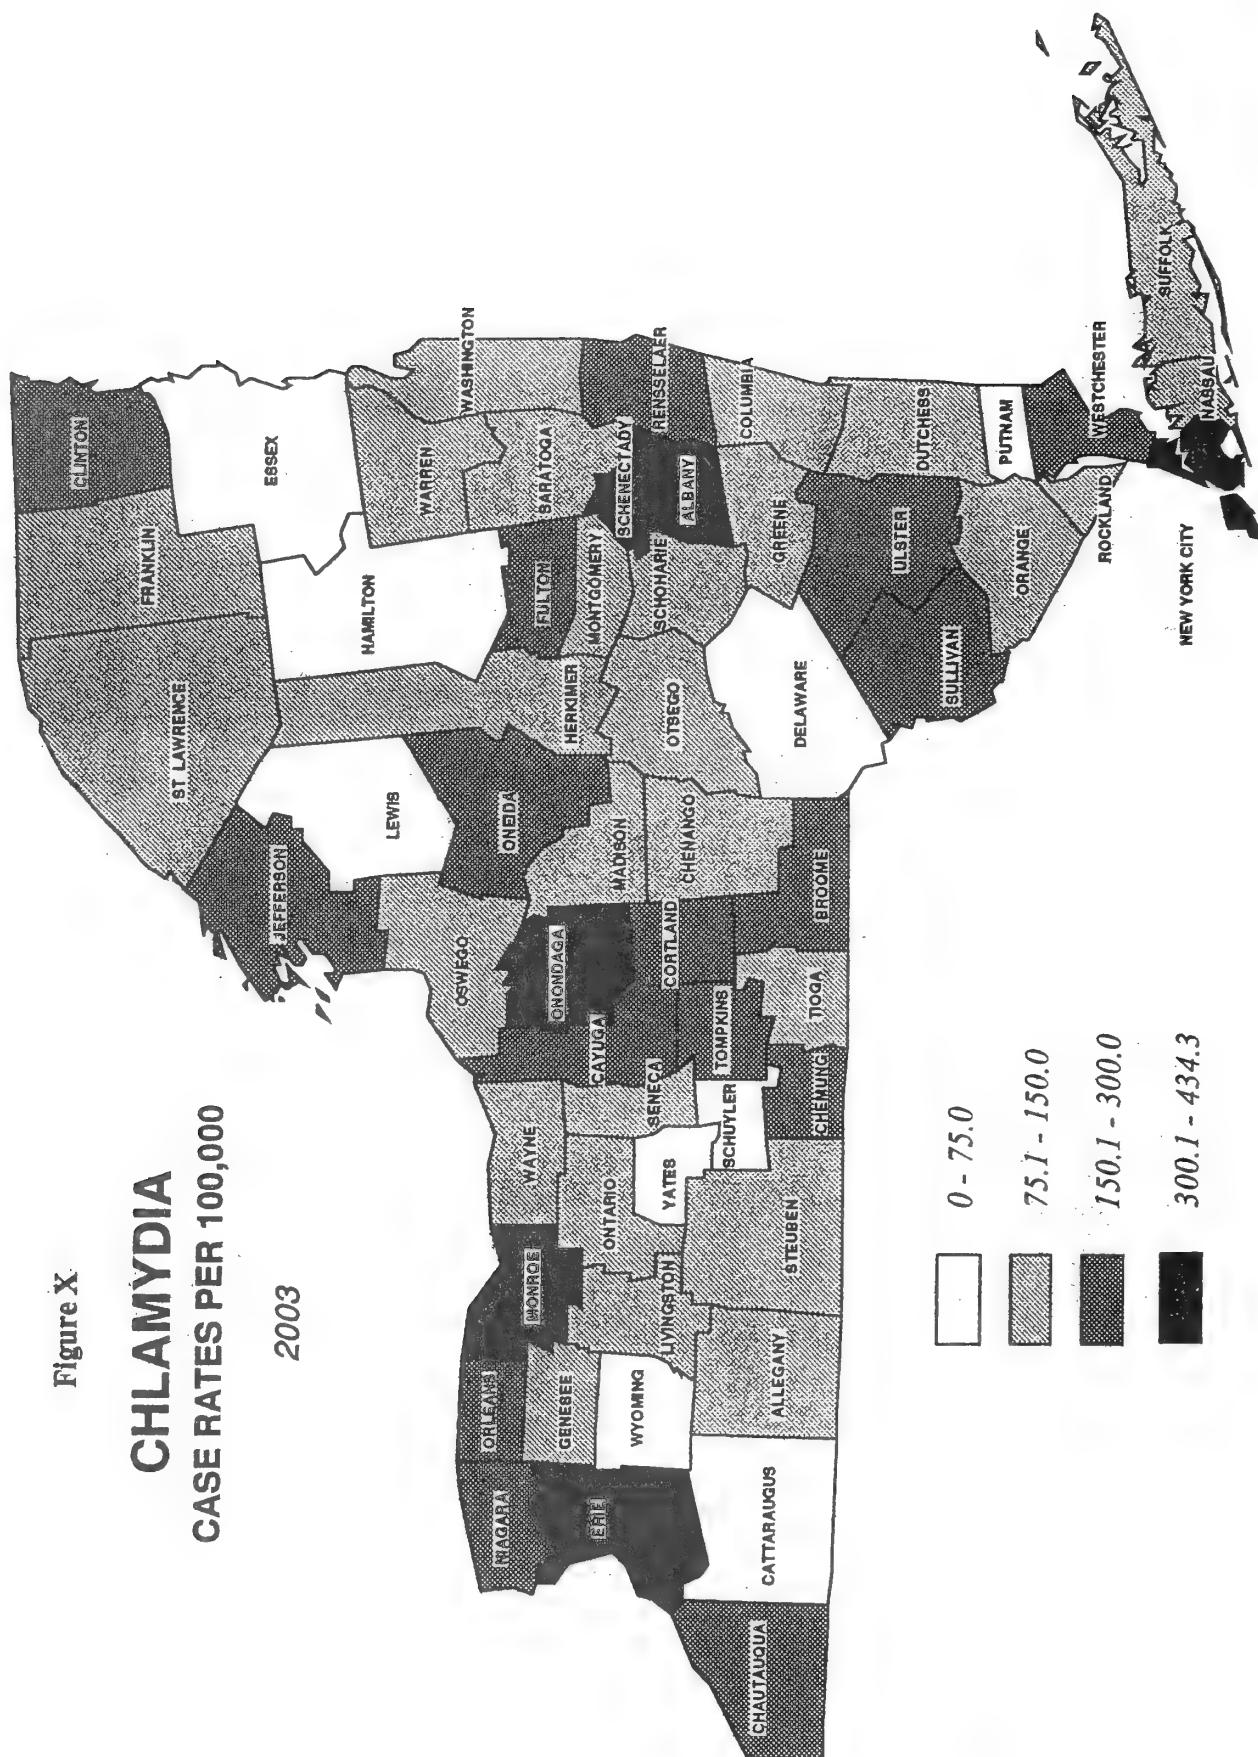 Figure X
CHLAMYDIA
CASE RATES PER 100,000
2003
CLINTON
FRANKLIN
ST LAWRENCE
ESSEX
HAMILTON
JEFFERSON
LEWIS
WARREN
WASHINGTON
HERKIMER
ONEIDA
OSWEGO
FULTON
SARATOGA
MONTGOMERY
SCHENECTADY
RENSSELAER
ALBANY
SCHOHARIE
OTSEGO
MADISON
ONONDAGA
CAYUGA
SENECA
WAYNE
ONTARIO
MONROE
ORLEANS
NIAGARA
GENESEE
ERIE
WYOMING
LIVINGSTON
YATES
SCHUYLER
TOMPKINS
CORTLAND
CHENANGO
COLUMBIA
GREENE
DELAWARE
BROOME
TIOGA
CHEMUNG
STEUBEN
ALLEGANY
CATTARAUGUS
CHAUTAUQUA
ULSTER
DUTCHESS
SULLIVAN
ORANGE
PUTNAM
WESTCHESTER
ROCKLAND
NEW YORK CITY
NASSAU
SUFFOLK
0 - 75.0
75.1 - 150.0
150.1 - 300.0
300.1 - 434.3